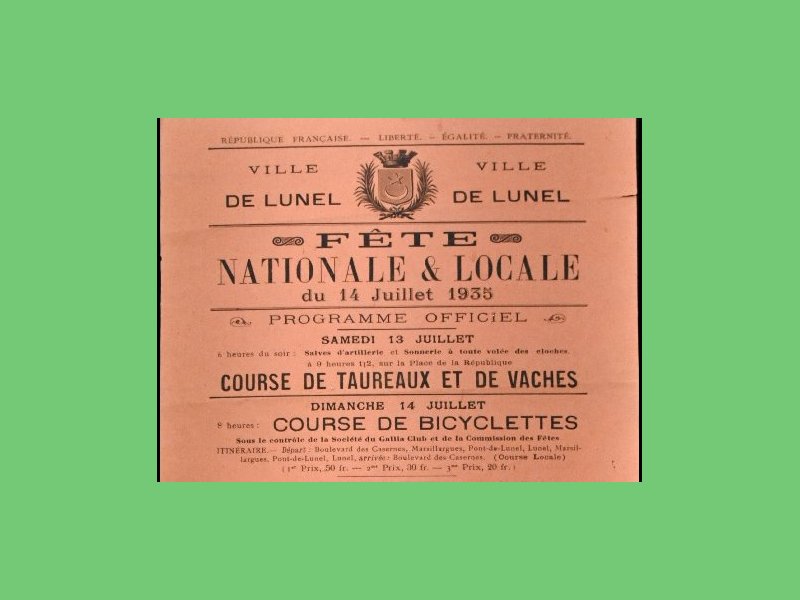 RÉPUBLIQUE FRANÇAISE. — LIBERTÉ. — ÉGALITÉ. — FRATERNITÉ.
VILLE DE LUNEL
VILLE DE LUNEL
FÊTE
NATIONALE & LOCALE
du 14 Juillet 1935
PROGRAMME OFFICIEL
SAMEDI 13 JUILLET
6 heures du soir : Salves d'artillerie et Sonnerie à toute volée des cloches.
à 9 heures 1|2, sur la Place de la République
COURSE DE TAUREAUX ET DE VACHES
DIMANCHE 14 JUILLET
8 heures : COURSE DE BICYCLETTES
Sous le contrôle de la Société du Gallia Club et de la Commission des Fêtes
ITINÉRAIRE. — Départ : Boulevard des Casernes, Marsillargues, Pont-de-Lunel, Lunel, Marsil-
largues, Pont-de-Lunel, Lunel, arrivée : Boulevard des Casernes. (Course Locale)
(1er Prix, 50 fr. — 2me Prix, 30 fr. — 3me Prix, 20 fr.)